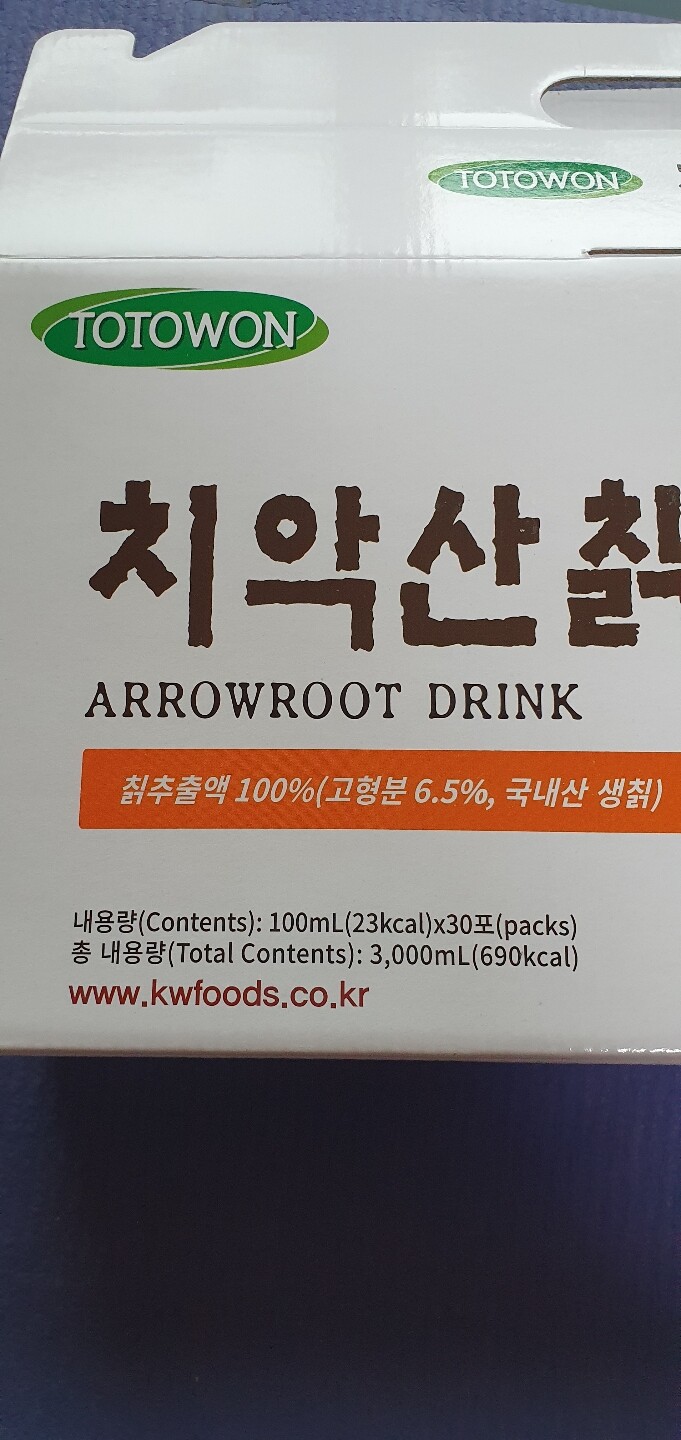 TOTOWON
TOTOWON
치악산칡
ARROWROOT DRINK
칡추출액 100%(고형분 6.5%, 국내산 생칡)
내용량(Contents): 100mL(23kcal)x30포(packs)
총 내용량(Total Contents): 3,000mL(690kcal)
www.kwfoods.co.kr